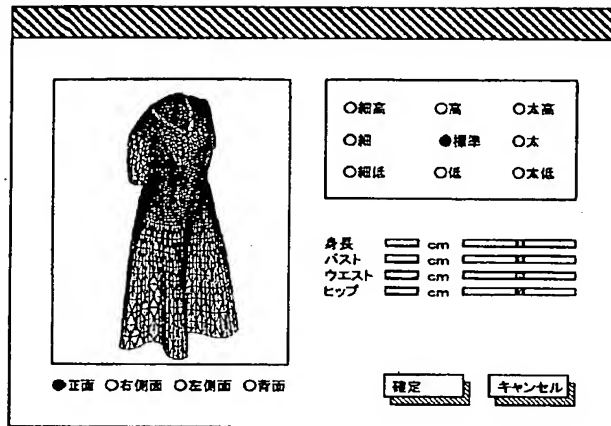 ○細高 ○高 ○太高
○細 ●標準 ○太
○細低 ○低 ○太低
身長 cm
バスト cm
ウエスト cm
ヒップ cm
●正面 ○右側面 ○左側面 ○背面
確定 キャンセル